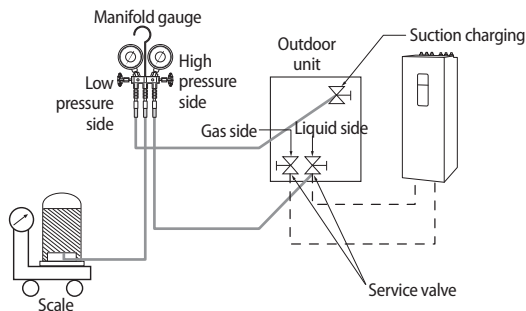 Manifold gauge
Low
pressure
side
High
pressure
side
Outdoor
unit
Suction charging
Gas side
Liquid side
Scale
Service valve